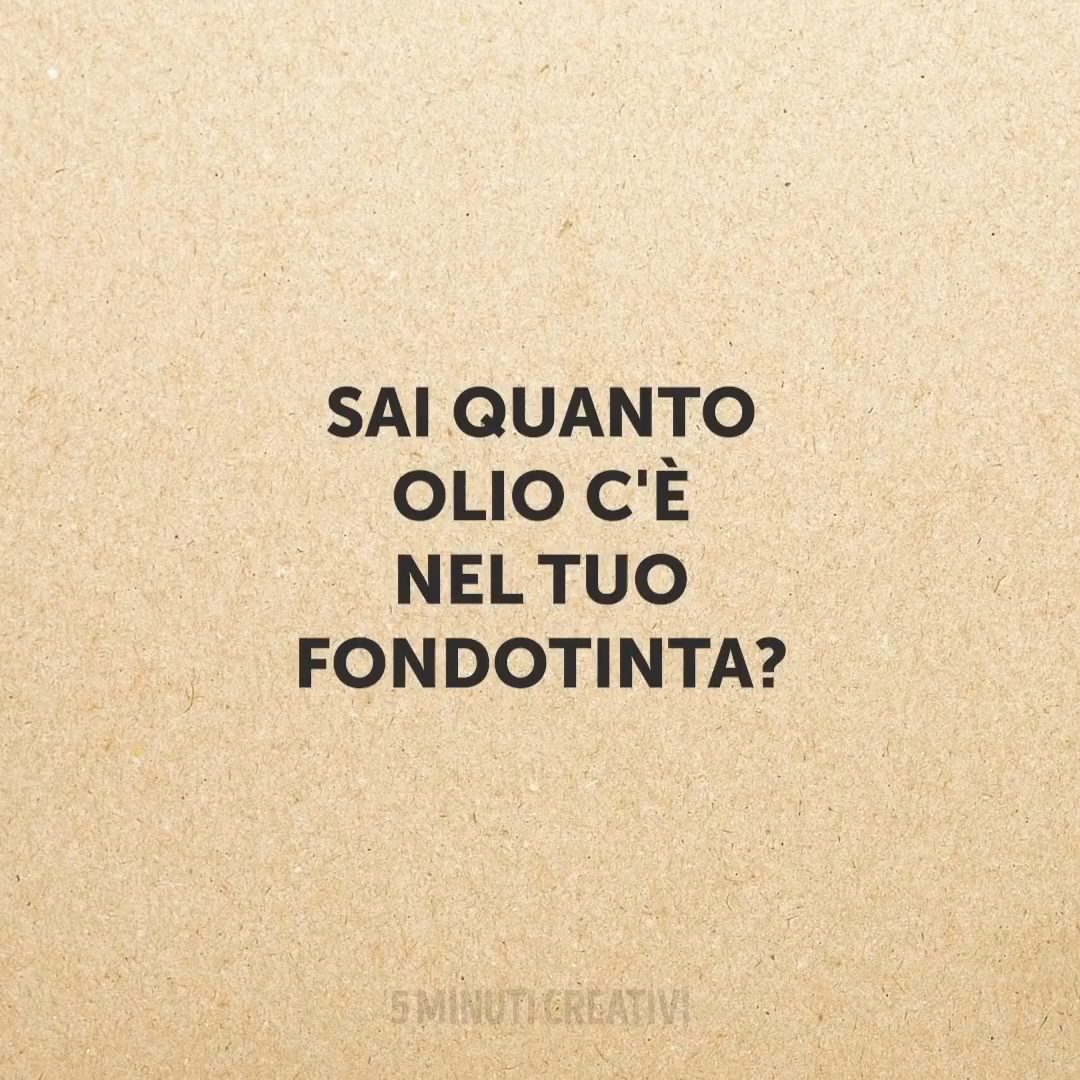 SAI QUANTO
OLIO C'È
NEL TUO
FONDOTINTA?
5 MINUTI CREATIVI